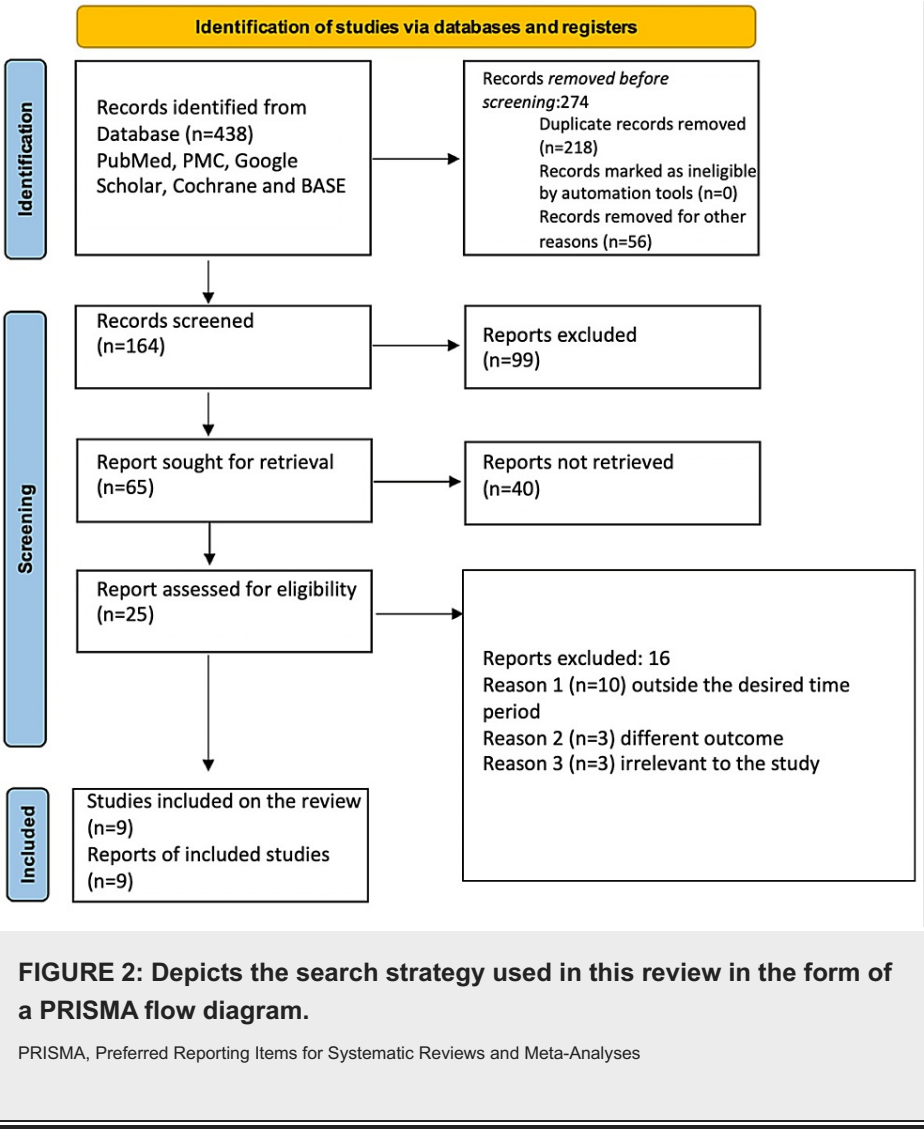 Identification of studies via databases and registers
Identification
Records identified from
Database (n=438)
PubMed, PMC, Google
Scholar, Cochrane and BASE
Records removed before
screening:274
Duplicate records removed
(n=218)
Records marked as ineligible
by automation tools (n=0)
Records removed for other
reasons (n=56)
Screening
Records screened
(n=164)
Reports excluded
(n=99)
Report sought for retrieval
(n=65)
Reports not retrieved
(n=40)
Report assessed for eligibility
(n=25)
Reports excluded: 16
Reason 1 (n=10) outside the desired time
period
Reason 2 (n=3) different outcome
Reason 3 (n=3) irrelevant to the study
Included
Studies included on the review
(n=9)
Reports of included studies
(n=9)
FIGURE 2: Depicts the search strategy used in this review in the form of
a PRISMA flow diagram.
PRISMA, Preferred Reporting Items for Systematic Reviews and Meta-Analyses